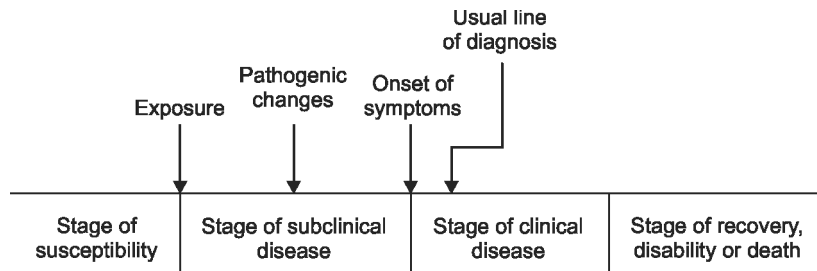 Usual line
of diagnosis
Pathogenic
changes
Onset of
symptoms
Exposure
Stage of
susceptibility
Stage of subclinical
disease
Stage of clinical
disease
Stage of recovery,
disability or death